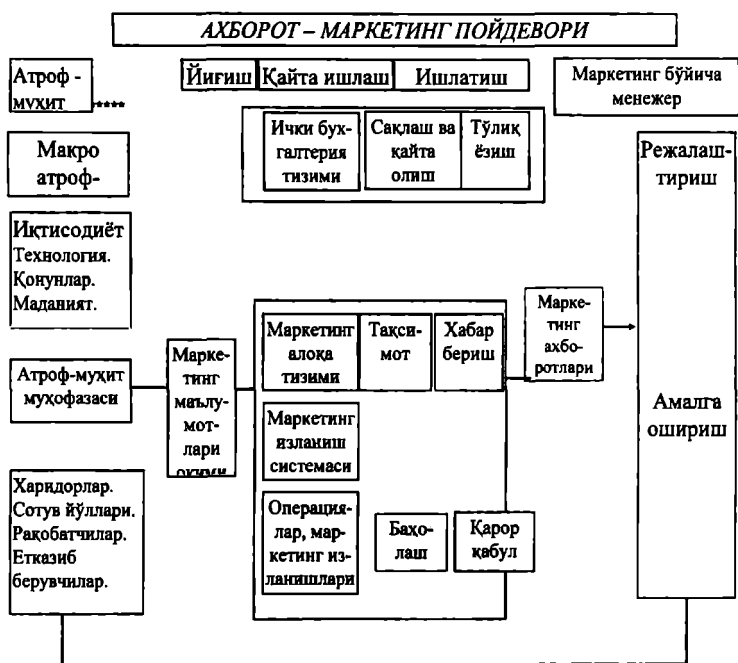 АХБОРОТ – МАРКЕТИНГ ПОЙДЕВОРИ
Атроф -
муҳит
Йиғиш
Қайта ишлаш
Ишлатиш
Маркетинг бўйича
менежер
Макро
атроф-
Ички бух-
галтерия
тизими
Сақлаш ва
қайта
олиш
Тўлиқ
ёзиш
Режалаш-
тириш
Иқтисодиёт
Технология.
Қонунлар.
Маданият.
Атроф-муҳит
муҳофазаси
Марке-
тинг
маълу-
мот-
лари
оқими
Маркетинг
алоқа
тизими
Тақси-
мот
Хабар
бериш
Марке-
тинг
ахбо-
ротлари
Маркетинг
изланиш
системаси
Амалга
ошириш
Харидорлар.
Сотув йўллари.
Рақобатчилар.
Етказиб
берувчилар.
Операция-
лар, мар-
кетинг из-
ланишлари
Баҳо-
лаш
Қарор
қабул